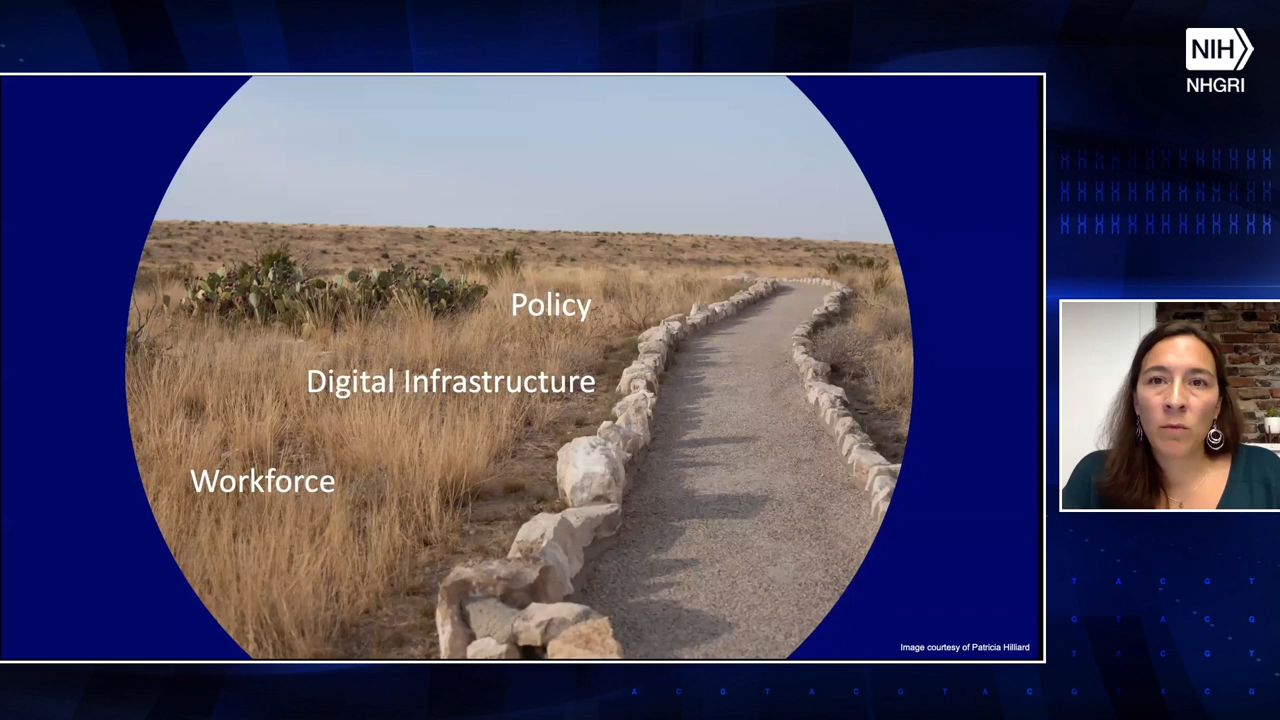 NIH
NHGRI
Policy
Digital Infrastructure
Workforce
Image courtesy of Patricia Hilliard
T A C G T
T A C G
T A C G T
A C G T A C G T A C G T A C G